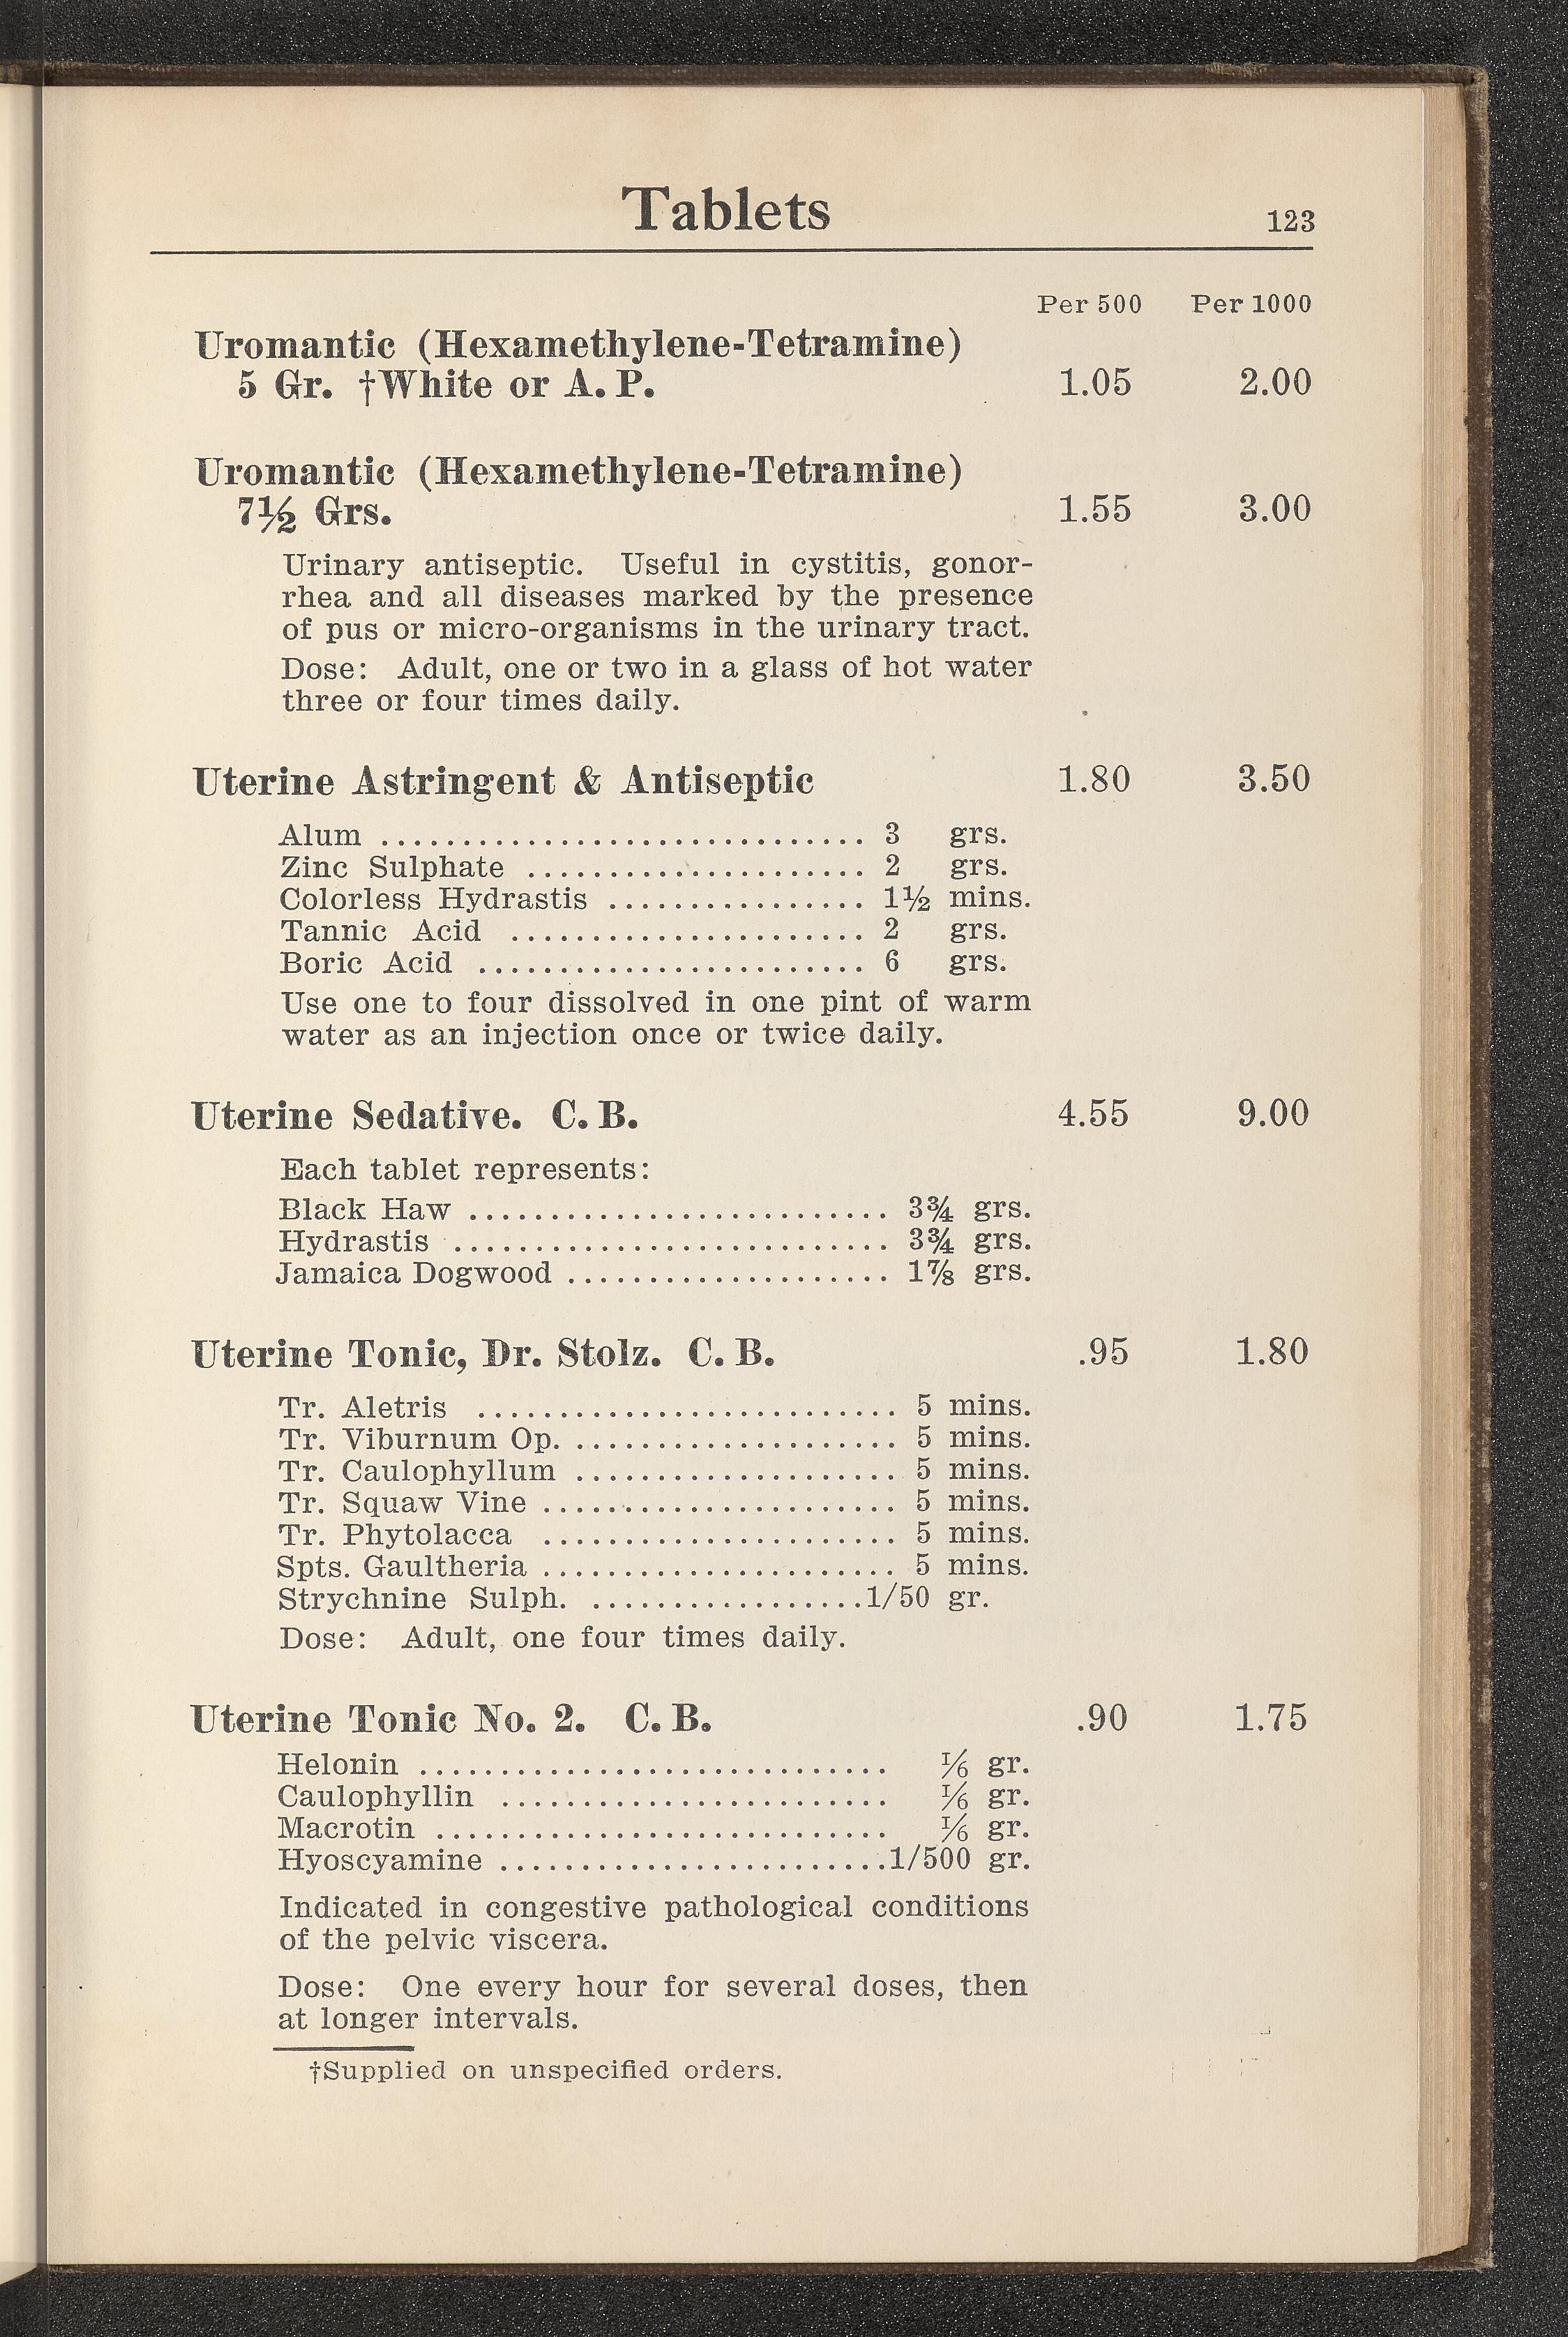 Tablets 123
Per 500 Per 1000
Uromantic (Hexamethylene-Tetramine)
5 Gr. †White or A. P. 1.05 2.00
Uromantic (Hexamethylene-Tetramine)
7½ Grs. 1.55 3.00
Urinary antiseptic. Useful in cystitis, gonor-
rhea and all diseases marked by the presence
of pus or micro-organisms in the urinary tract.
Dose: Adult, one or two in a glass of hot water
three or four times daily.
Uterine Astringent & Antiseptic 1.80 3.50
Alum .............................. 3 grs.
Zinc Sulphate ..................... 2 grs.
Colorless Hydrastis ................ 1½ mins.
Tannic Acid ...................... 2 grs.
Boric Acid ........................ 6 grs.
Use one to four dissolved in one pint of warm
water as an injection once or twice daily.
Uterine Sedative. C. B. 4.55 9.00
Each tablet represents:
Black Haw .......................... 3¾ grs.
Hydrastis ........................... 3¾ grs.
Jamaica Dogwood .................... 1⅞ grs.
Uterine Tonic, Dr. Stolz. C. B. .95 1.80
Tr. Aletris .......................... 5 mins.
Tr. Viburnum Op. .................... 5 mins.
Tr. Caulophyllum .................... 5 mins.
Tr. Squaw Vine ...................... 5 mins.
Tr. Phytolacca ...................... 5 mins.
Spts. Gaultheria ...................... 5 mins.
Strychnine Sulph. .................1/50 gr.
Dose: Adult, one four times daily.
Uterine Tonic No. 2. C. B. .90 1.75
Helonin ............................. ⅙ gr.
Caulophyllin ........................ ⅙ gr.
Macrotin ............................ ⅙ gr.
Hyoscyamine ........................1/500 gr.
Indicated in congestive pathological conditions
of the pelvic viscera.
Dose: One every hour for several doses, then
at longer intervals.
†Supplied on unspecified orders.